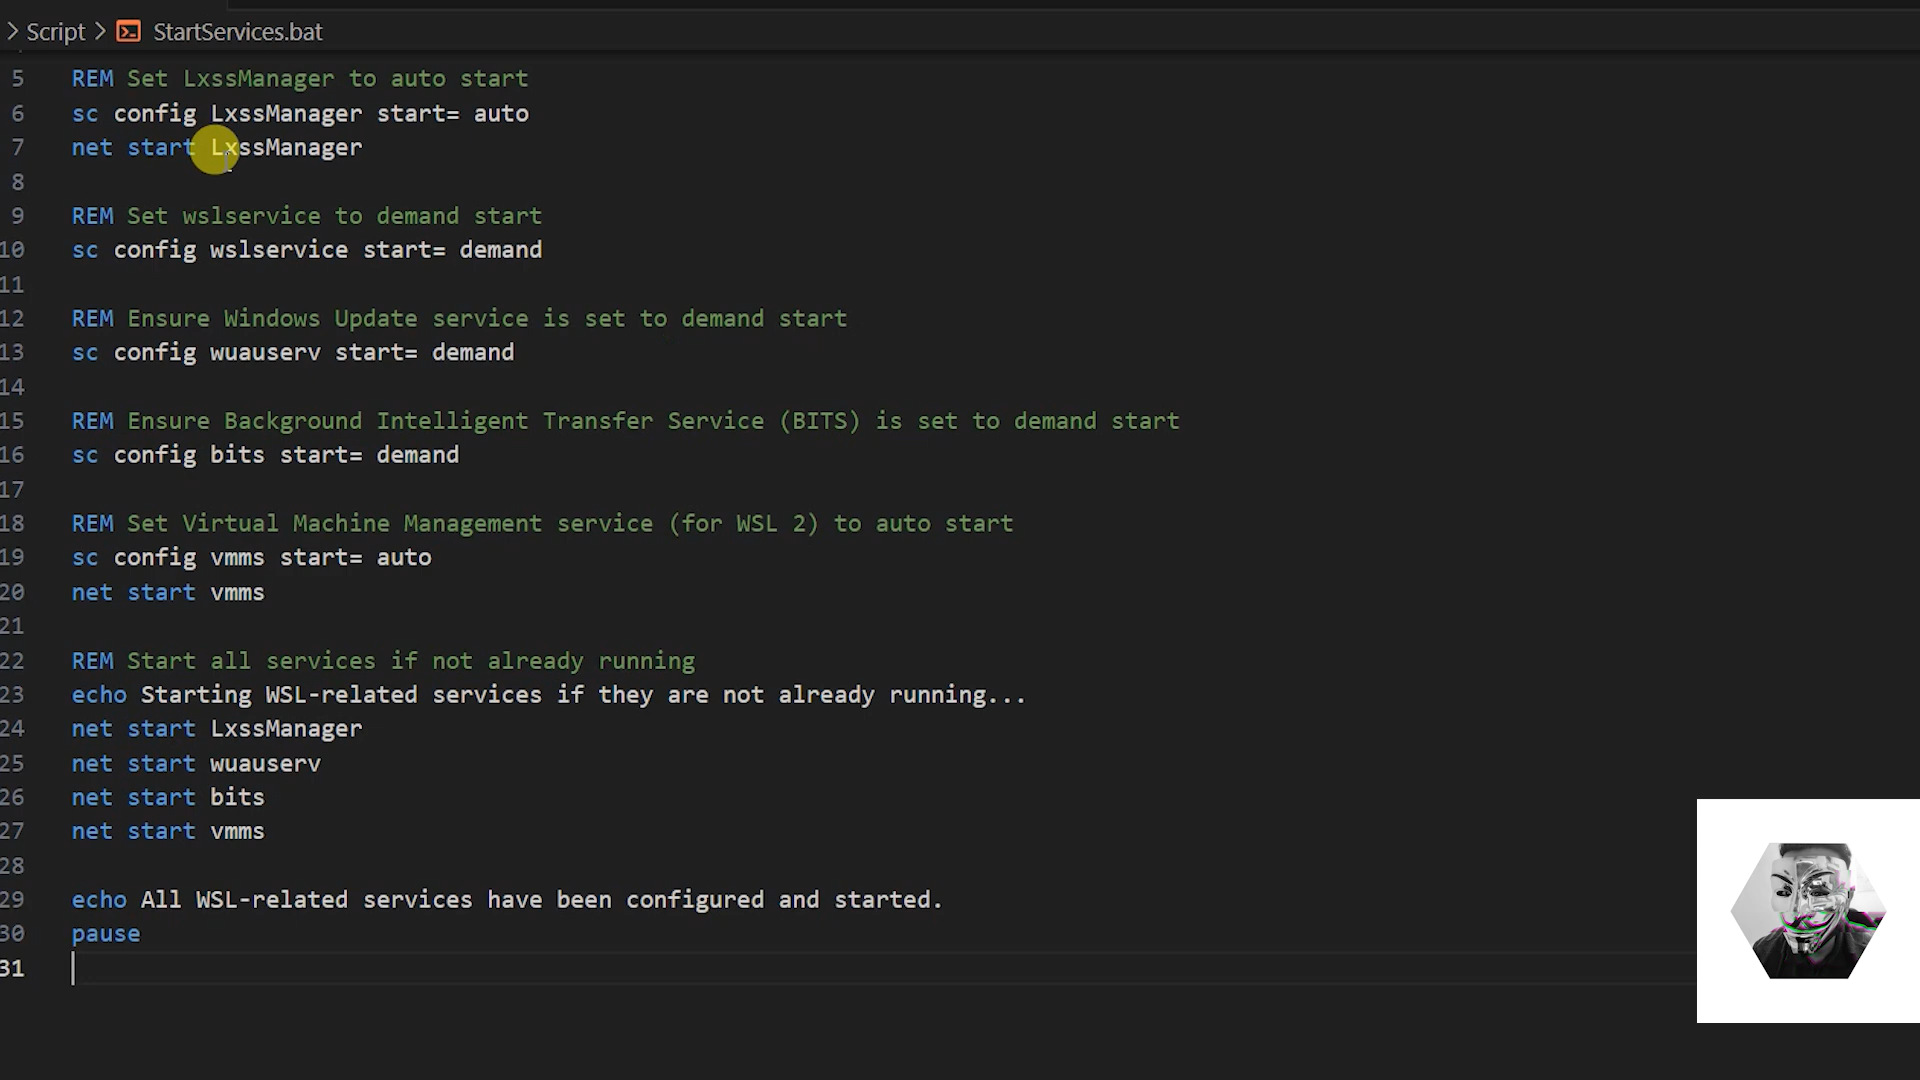 Script StartServices.bat
5 REM Set LxssManager to auto start
6 sc config LxssManager start= auto
7 net start LxssManager
8
9 REM Set wslservice to demand start
10 sc config wslservice start= demand
11
12 REM Ensure Windows Update service is set to demand start
13 sc config wuauserv start= demand
14
15 REM Ensure Background Intelligent Transfer Service (BITS) is set to demand start
16 sc config bits start= demand
17
18 REM Set Virtual Machine Management service (for WSL 2) to auto start
19 sc config vmms start= auto
20 net start vmms
21
22 REM Start all services if not already running
23 echo Starting WSL-related services if they are not already running...
24 net start LxssManager
25 net start wuauserv
26 net start bits
27 net start vmms
28
29 echo All WSL-related services have been configured and started.
30 pause
31